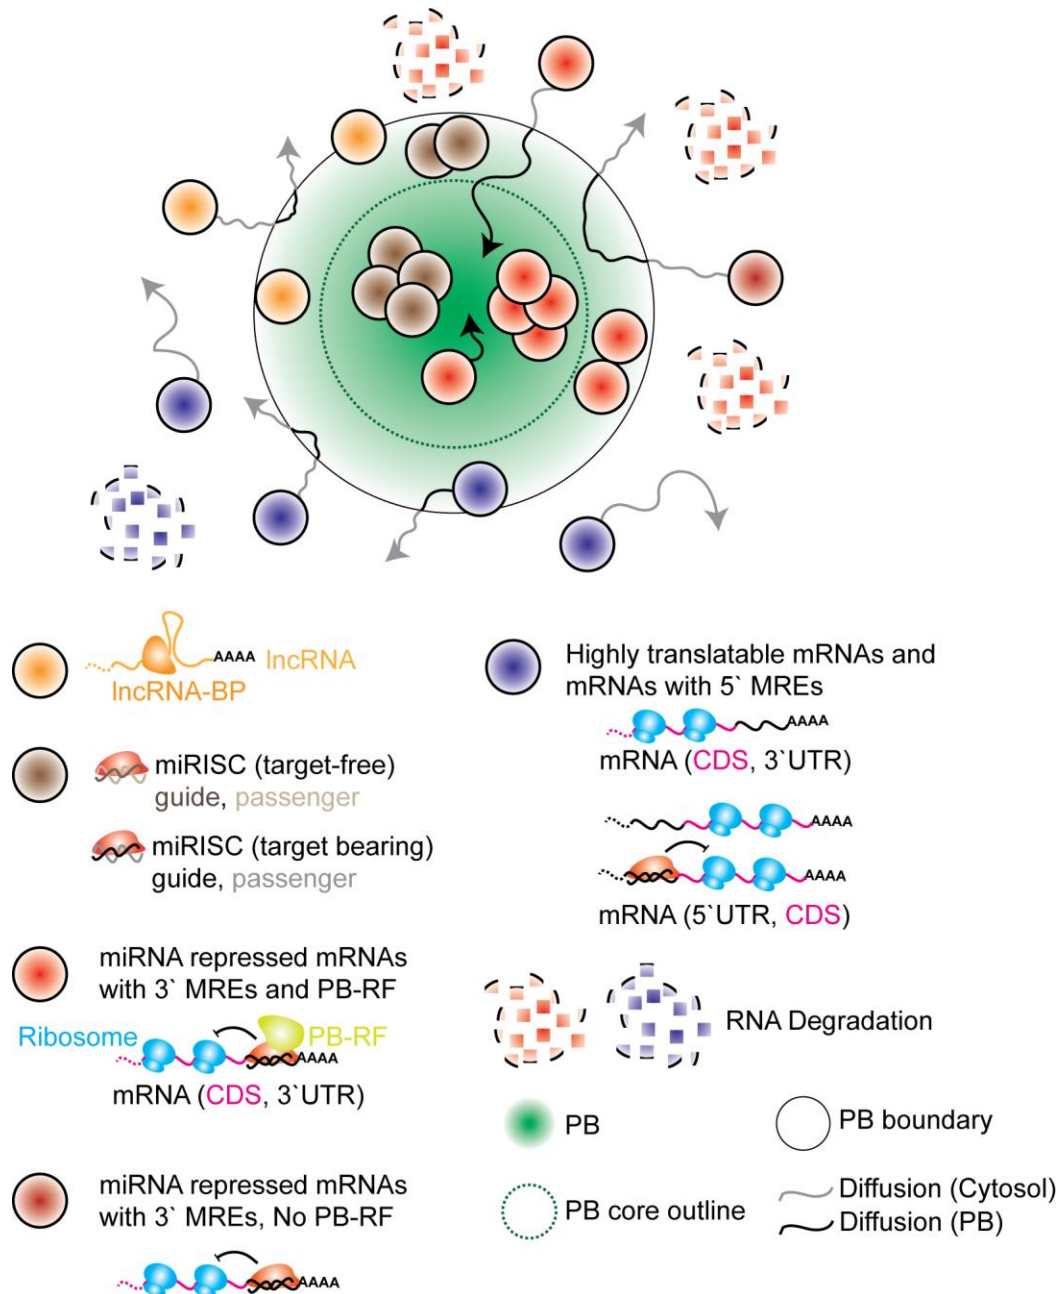 AAAA
lncRNA
lncRNA-BP
miRISC (target-free)
guide, passenger
miRISC (target bearing)
guide, passenger
miRNA repressed mRNAs
with 3` MREs and PB-RF
Ribosome
PB-RF
AAAA
mRNA (CDS, 3`UTR)
miRNA repressed mRNAs
with 3` MREs, No PB-RF
AAAA
Highly translatable mRNAs and
mRNAs with 5` MREs
AAAA
mRNA (CDS, 3`UTR)
AAAA
AAAA
mRNA (5`UTR, CDS)
RNA Degradation
PB
PB boundary
PB core outline
Diffusion (Cytosol)
Diffusion (PB)